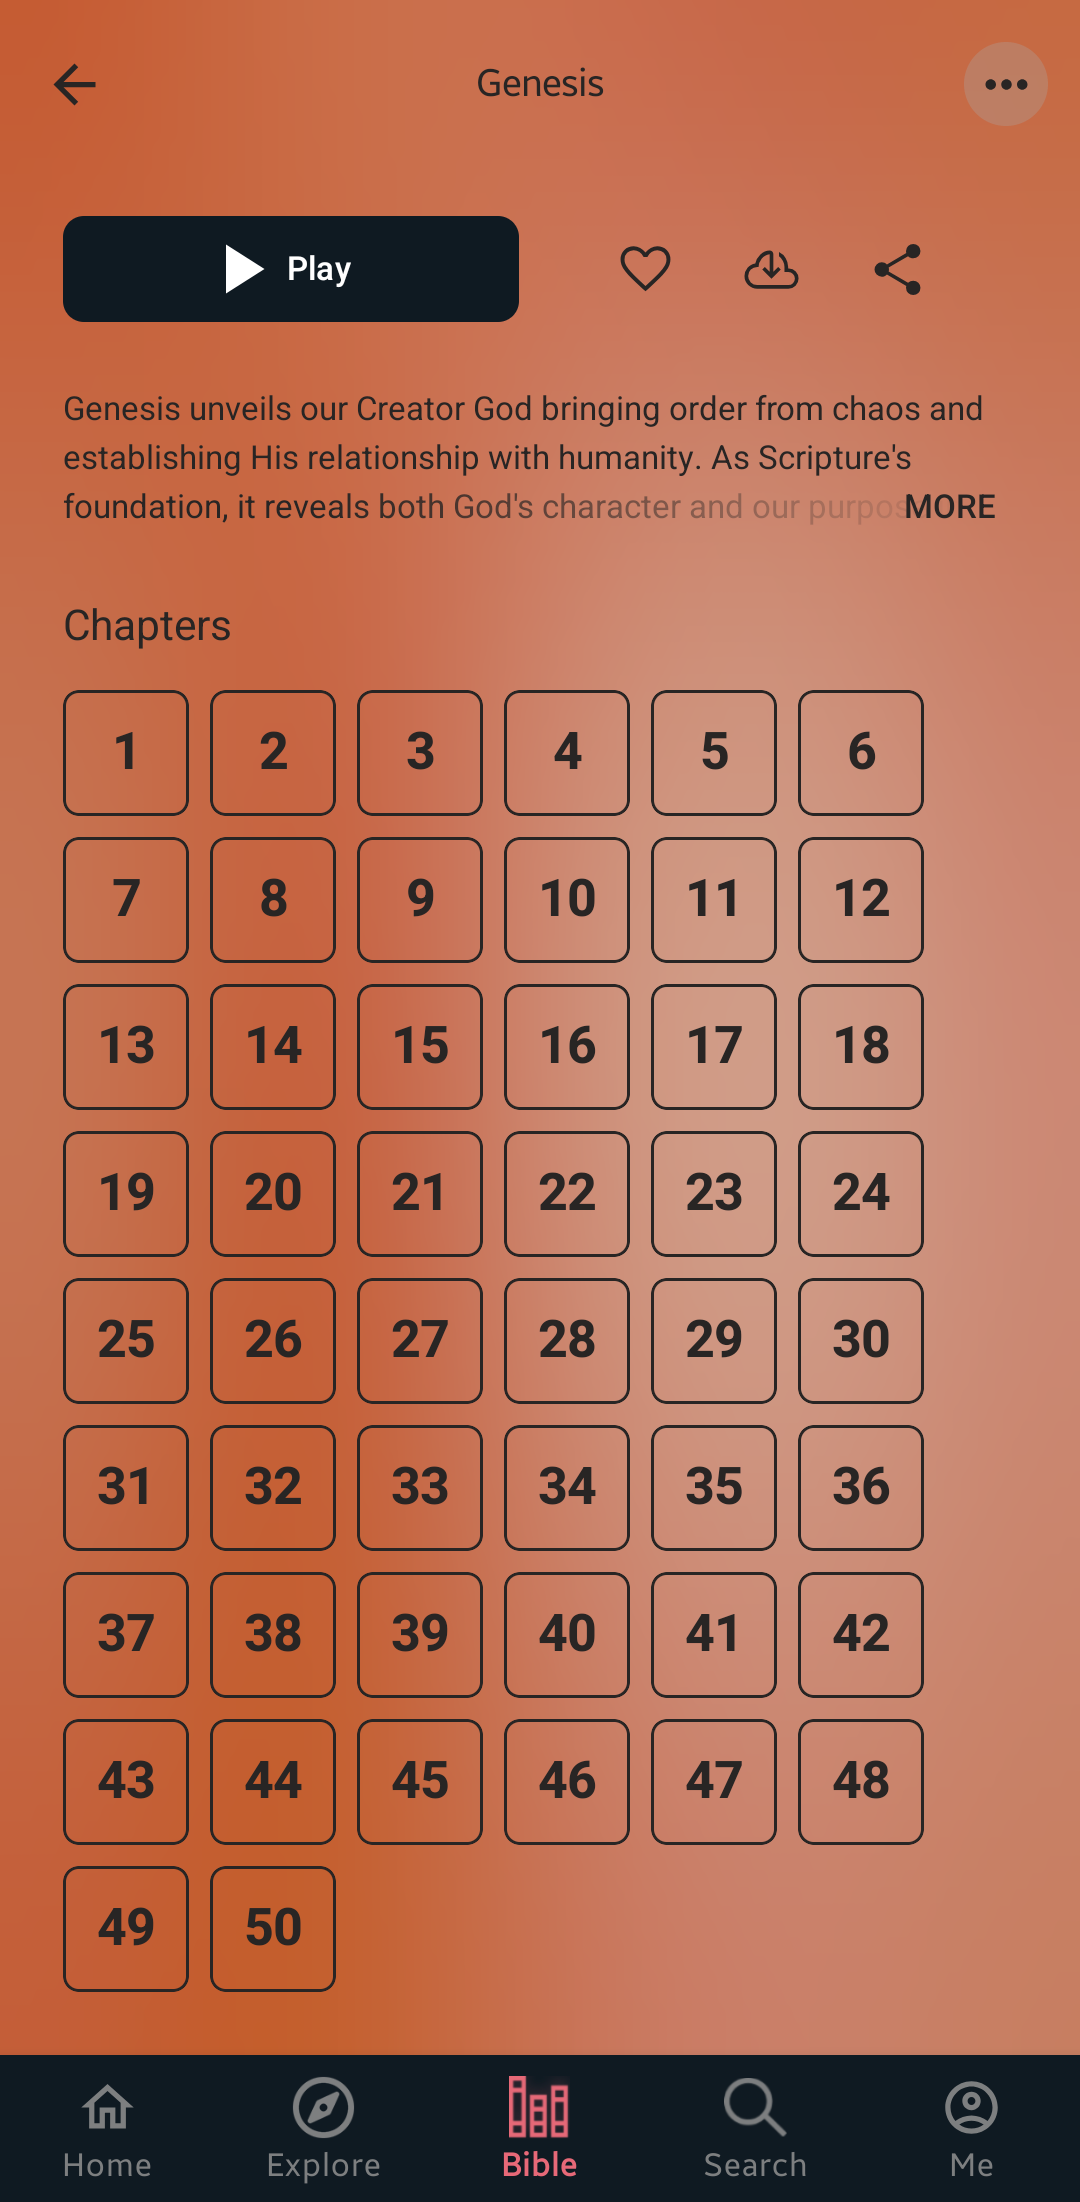 Genesis
Play
Genesis unveils our Creator God bringing order from chaos and
establishing His relationship with humanity. As Scripture's
foundation, it reveals both God's character and our purpos MORE
Chapters
1 2 3 4 5 6
7 8 9 10 11 12
13 14 15 16 17 18
19 20 21 22 23 24
25 26 27 28 29 30
31 32 33 34 35 36
37 38 39 40 41 42
43 44 45 46 47 48
49 50
Home Explore Bible Search Me